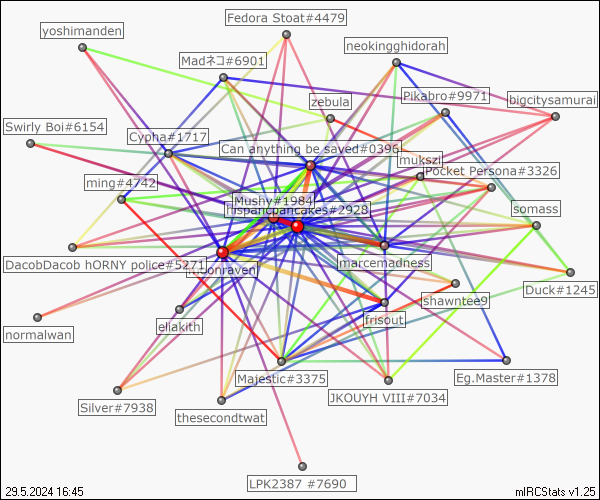 Fedora Stoat#4479
yoshimanden
neokingghidorah
Madネコ#6901
Pikabro#9971
zebula
bigcitysamurai
Swirly Boi#6154
Cypha#1717
Can anything be saved#0396
mukszi
Pocket Persona#3326
ming#4742
Mushy#1984
hispanicpancakes#2928
somass
DacobDacob hORNY police#5271
maccemadness
Duck#1245
shawntee9
normalwan
eliakith
frisout
Majestic#3375
Eg.Master#1378
JKOUYH VIII#7034
Silver#7938
thesecondtwat
LPK2387 #7690
29.5.2024 16:45
mIRCStats v1.25